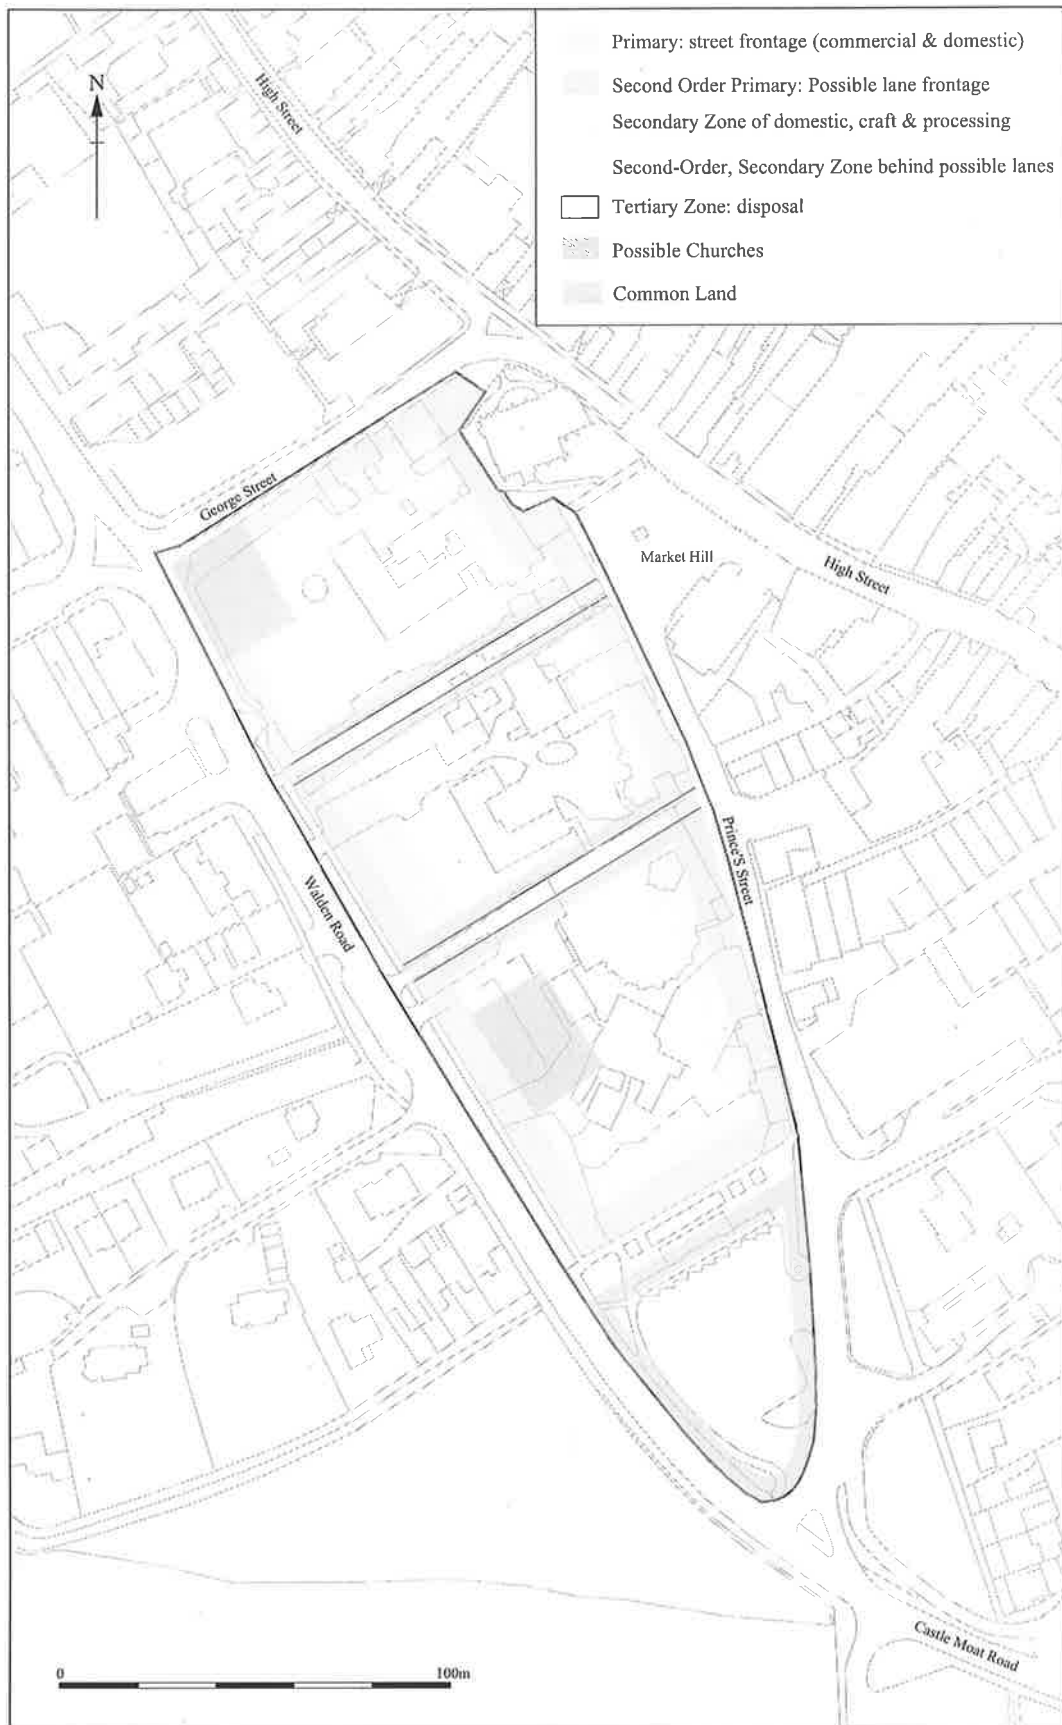 Primary: street frontage (commercial & domestic)
Second Order Primary: Possible lane frontage
Secondary Zone of domestic, craft & processing
Second-Order, Secondary Zone behind possible lanes
Tertiary Zone: disposal
Possible Churches
Common Land
N
High Street
George Street
Market Hill
High Street
Prince'S Street
Walden Road
Castle Moat Road
0 100m